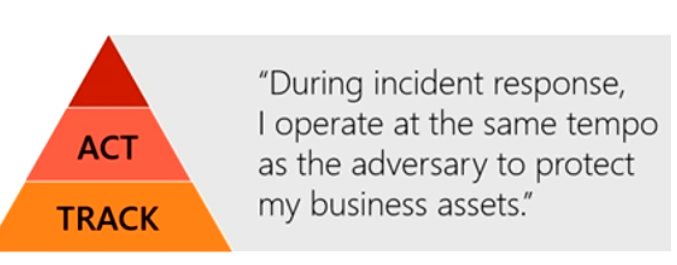 ACT
TRACK
“During incident response,
I operate at the same tempo
as the adversary to protect
my business assets.”